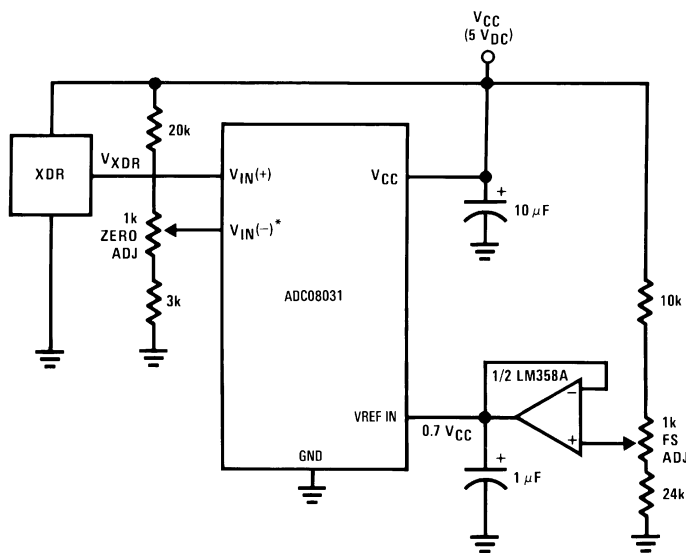 VCC
(5 VDC)
20k
XDR
VXDR
VIN(+)
VCC
+
10 μF
1k
ZERO
ADJ
VIN(−)*
3k
ADC08031
10k
1/2 LM358A
−
+
VREF IN
0.7 VCC
1k
FS
ADJ
GND
+
1 μF
24k